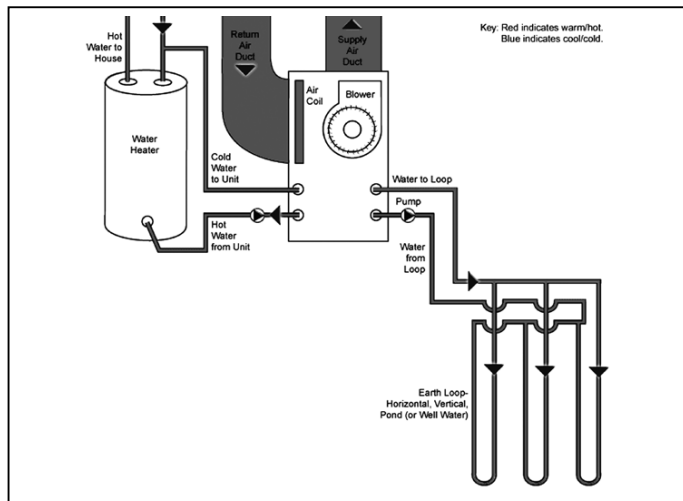 Hot
Water to
House
Return
Air
Duct
Supply
Air
Duct
Key: Red indicates warm/hot.
Blue indicates cool/cold.
Air
Coil
Blower
Water
Heater
Cold
Water
to Unit
Water to Loop
Pump
Hot
Water
from Unit
Water
from
Loop
Earth Loop-
Horizontal, Vertical,
Pond (or Well Water)